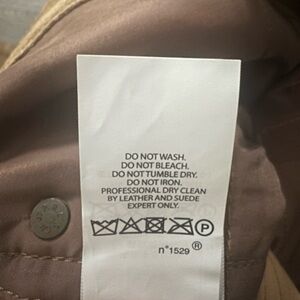 DO NOT WASH.
DO NOT BLEACH.
DO NOT TUMBLE DRY.
DO NOT IRON.
PROFESSIONAL DRY CLEAN
BY LEATHER AND SUEDE
EXPERT ONLY.
P
n°1529 ®